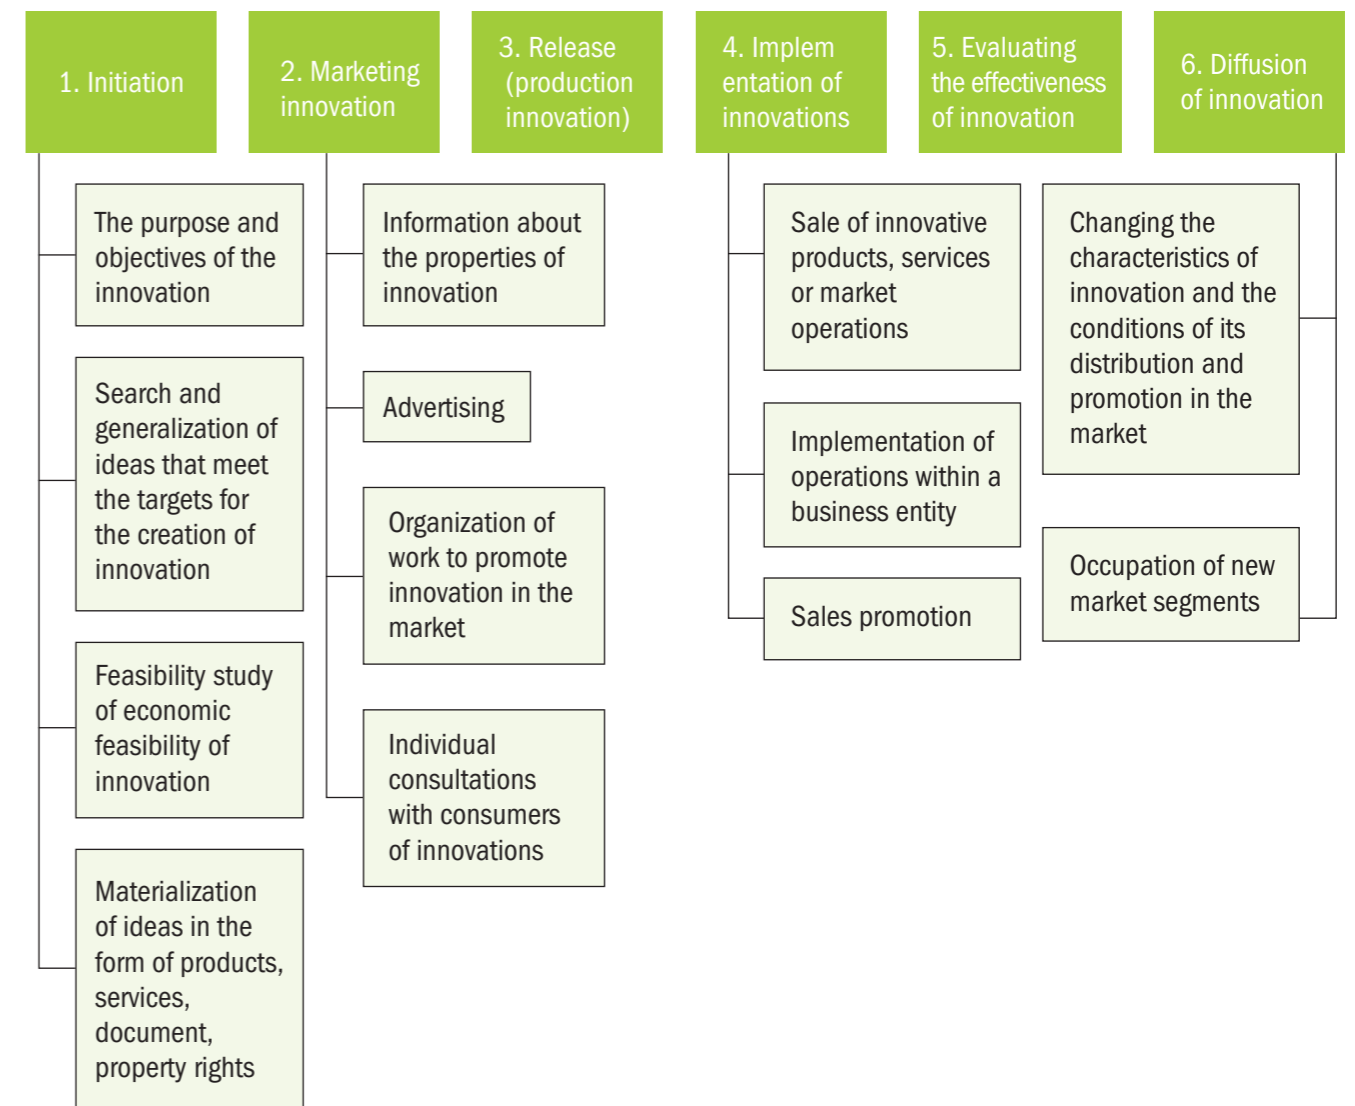 1. Initiation
2. Marketing
innovation
3. Release
(production
innovation)
4. Implem
entation of
innovations
5. Evaluating
the effectiveness
of innovation
6. Diffusion
of innovation
The purpose and
objectives of the
innovation
Search and
generalization of
ideas that meet
the targets for
the creation of
innovation
Feasibility study
of economic
feasibility of
innovation
Materialization
of ideas in the
form of products,
services,
document,
property rights
Information about
the properties of
innovation
Advertising
Organization of
work to promote
innovation in the
market
Individual
consultations
with consumers
of innovations
Sale of innovative
products, services
or market
operations
Implementation of
operations within a
business entity
Sales promotion
Changing the
characteristics of
innovation and the
conditions of its
distribution and
promotion in the
market
Occupation of new
market segments